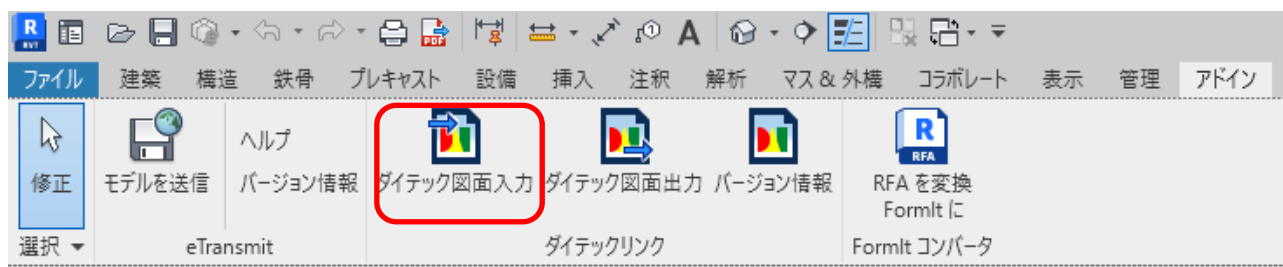 R
RVT
PDF
1
A
ファイル 建築 構造 鉄骨 プレキャスト 設備 挿入 注釈 解析 マス & 外構 コラボレート 表示 管理 アドイン
修正
選択
モデルを送信
ヘルプ
バージョン情報
eTransmit
ダイテック図面入力 ダイテック図面出力 バージョン情報
ダイテックリンク
R
RFA
RFA を変換
FormIt に
FormIt コンバータ